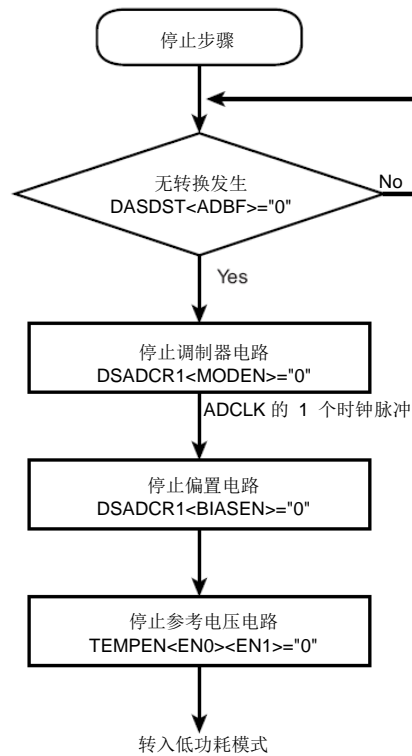 停止步骤
无转换发生
DASDST<ADBF>="0"
No
Yes
停止调制器电路
DSADCR1<MODEN>="0"
ADCLK 的 1 个时钟脉冲
停止偏置电路
DSADCR1<BIASEN>="0"
停止参考电压电路
TEMPEN<EN0><EN1>="0"
转入低功耗模式